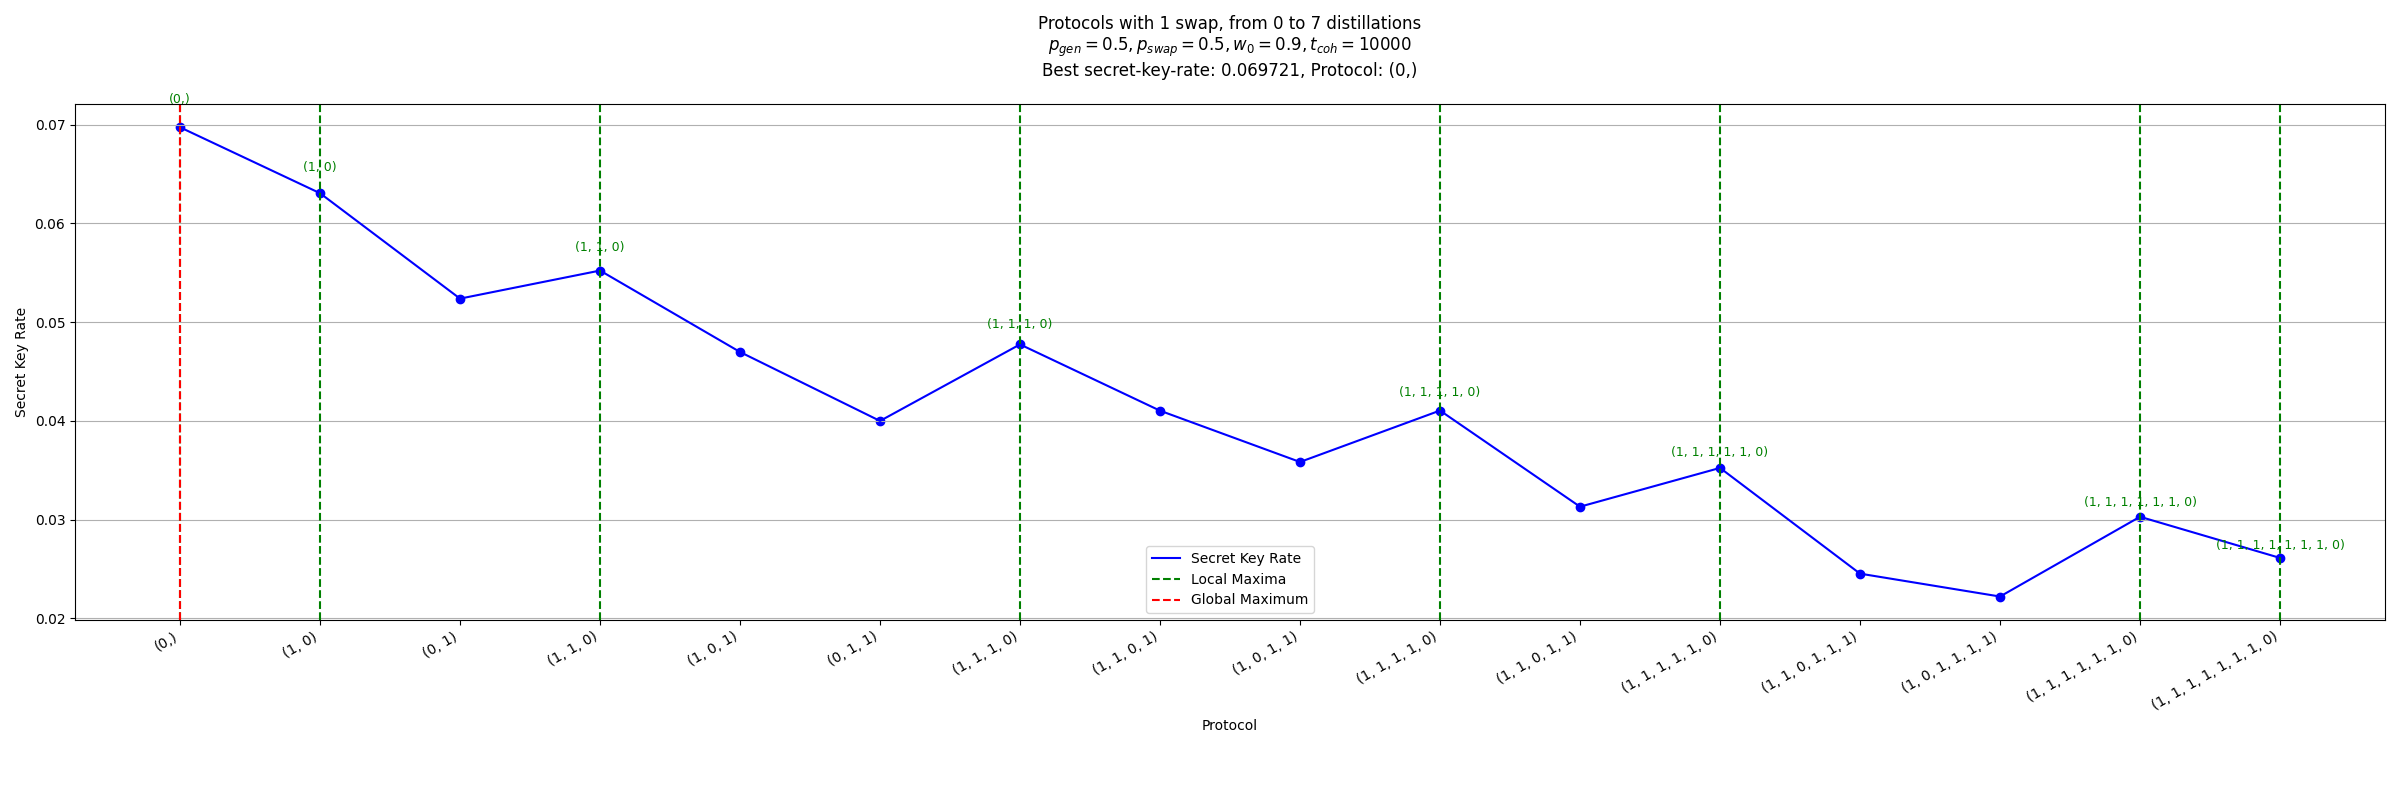 Protocols with 1 swap, from 0 to 7 distillations
p_gen = 0.5, p_swap = 0.5, w_0 = 0.9, t_coh = 10000
Best secret-key-rate: 0.069721, Protocol: (0,)
(0,)
(1, 0)
(1, 1, 0)
(1, 1, 1, 0)
(1, 1, 1, 1, 0)
(1, 1, 1, 1, 1, 0)
(1, 1, 1, 1, 1, 1, 0)
(1, 1, 1, 1, 1, 1, 1, 0)
Secret Key Rate
0.07
0.06
0.05
0.04
0.03
0.02
Secret Key Rate
Local Maxima
Global Maximum
(0,)
(1, 0)
(0, 1)
(1, 1, 0)
(1, 0, 1)
(0, 1, 1)
(1, 1, 1, 0)
(1, 1, 0, 1)
(1, 0, 1, 1)
(1, 1, 1, 1, 0)
(1, 1, 0, 1, 1)
(1, 1, 1, 1, 1, 0)
(1, 1, 0, 1, 1, 1)
(1, 0, 1, 1, 1, 1)
(1, 1, 1, 1, 1, 1, 0)
(1, 1, 1, 1, 1, 1, 1, 0)
Protocol